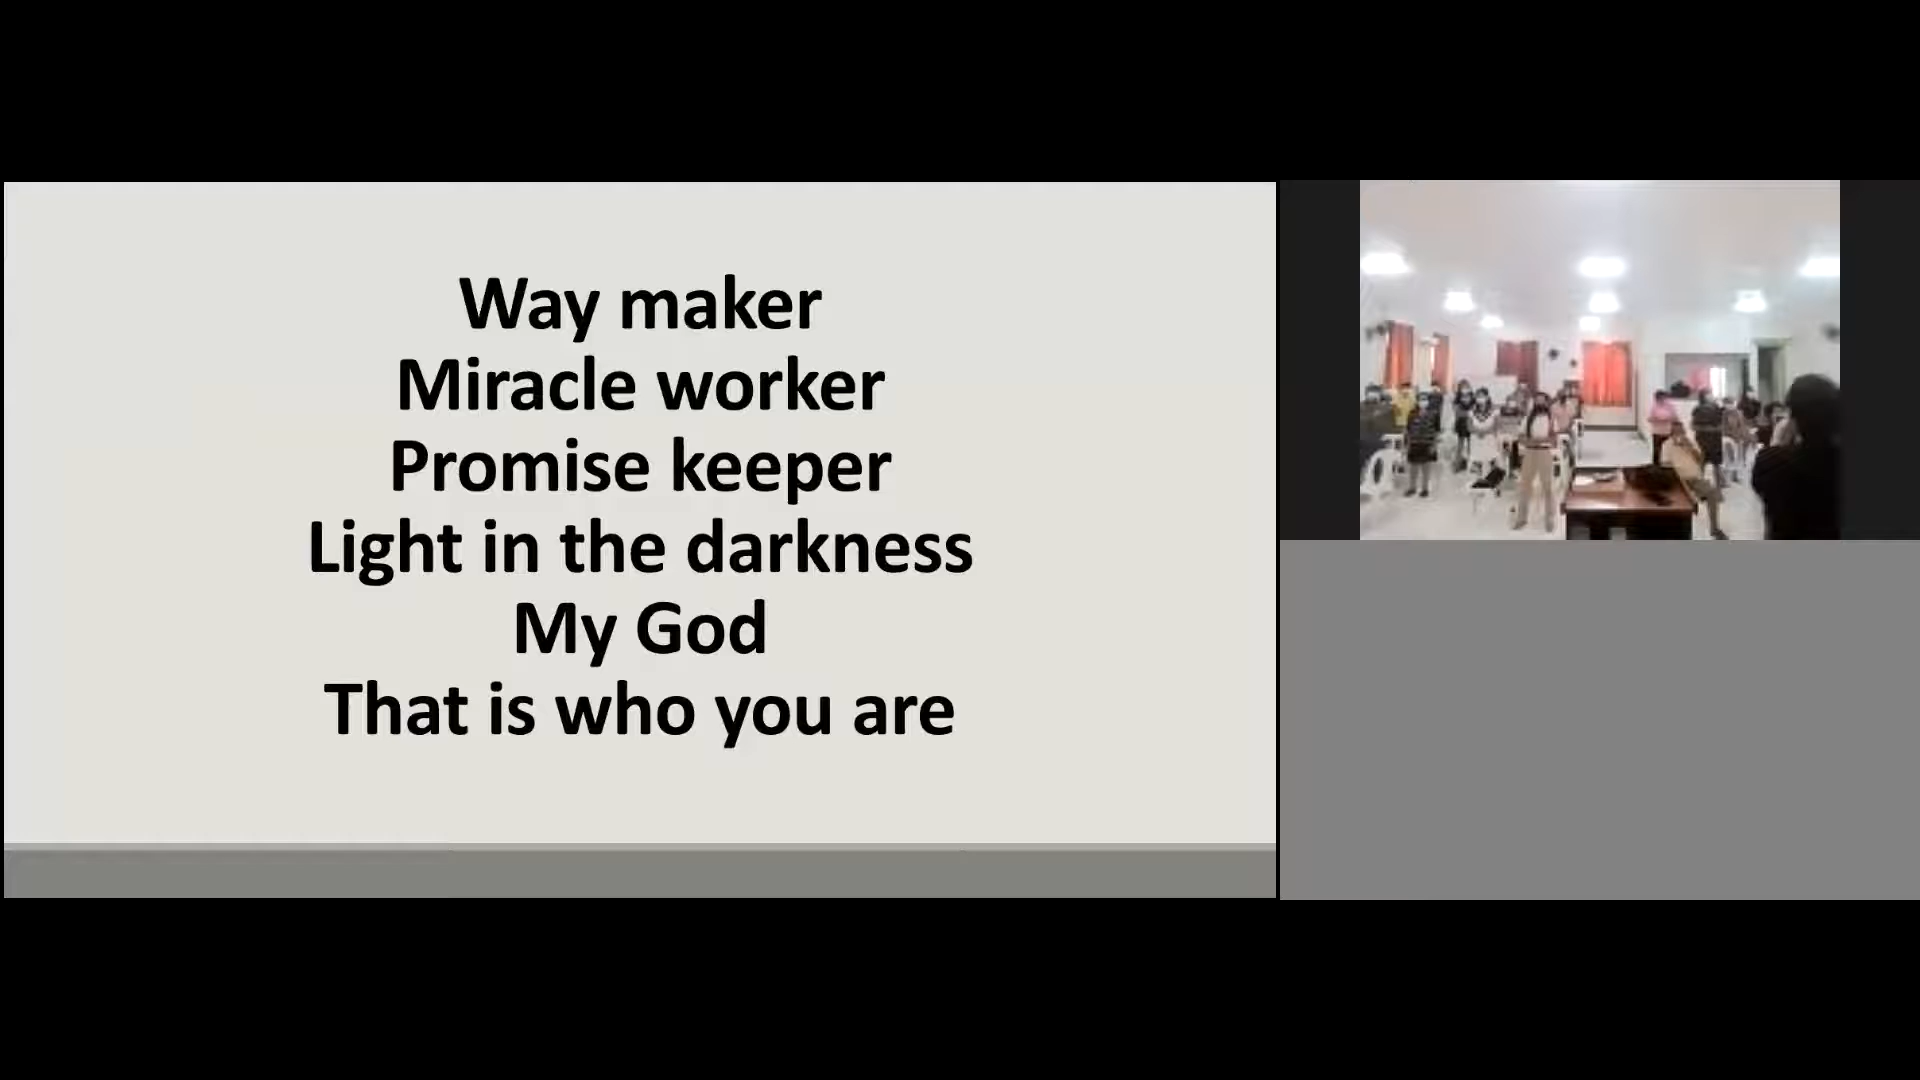 Way maker
Miracle worker
Promise keeper
Light in the darkness
My God
That is who you are